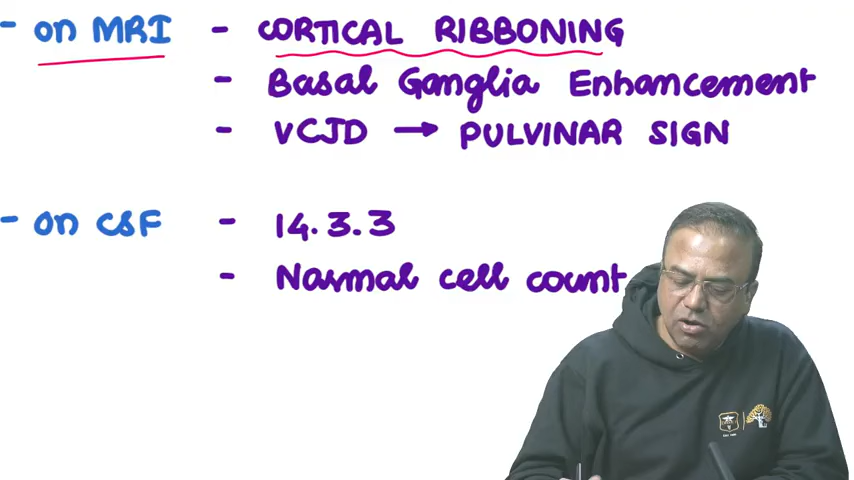 - on MRI - CORTICAL RIBBONING
- Basal Ganglia Enhancement
- VCJD → PULVINAR SIGN
- on CSF - 14.3.3
- Normal cell count